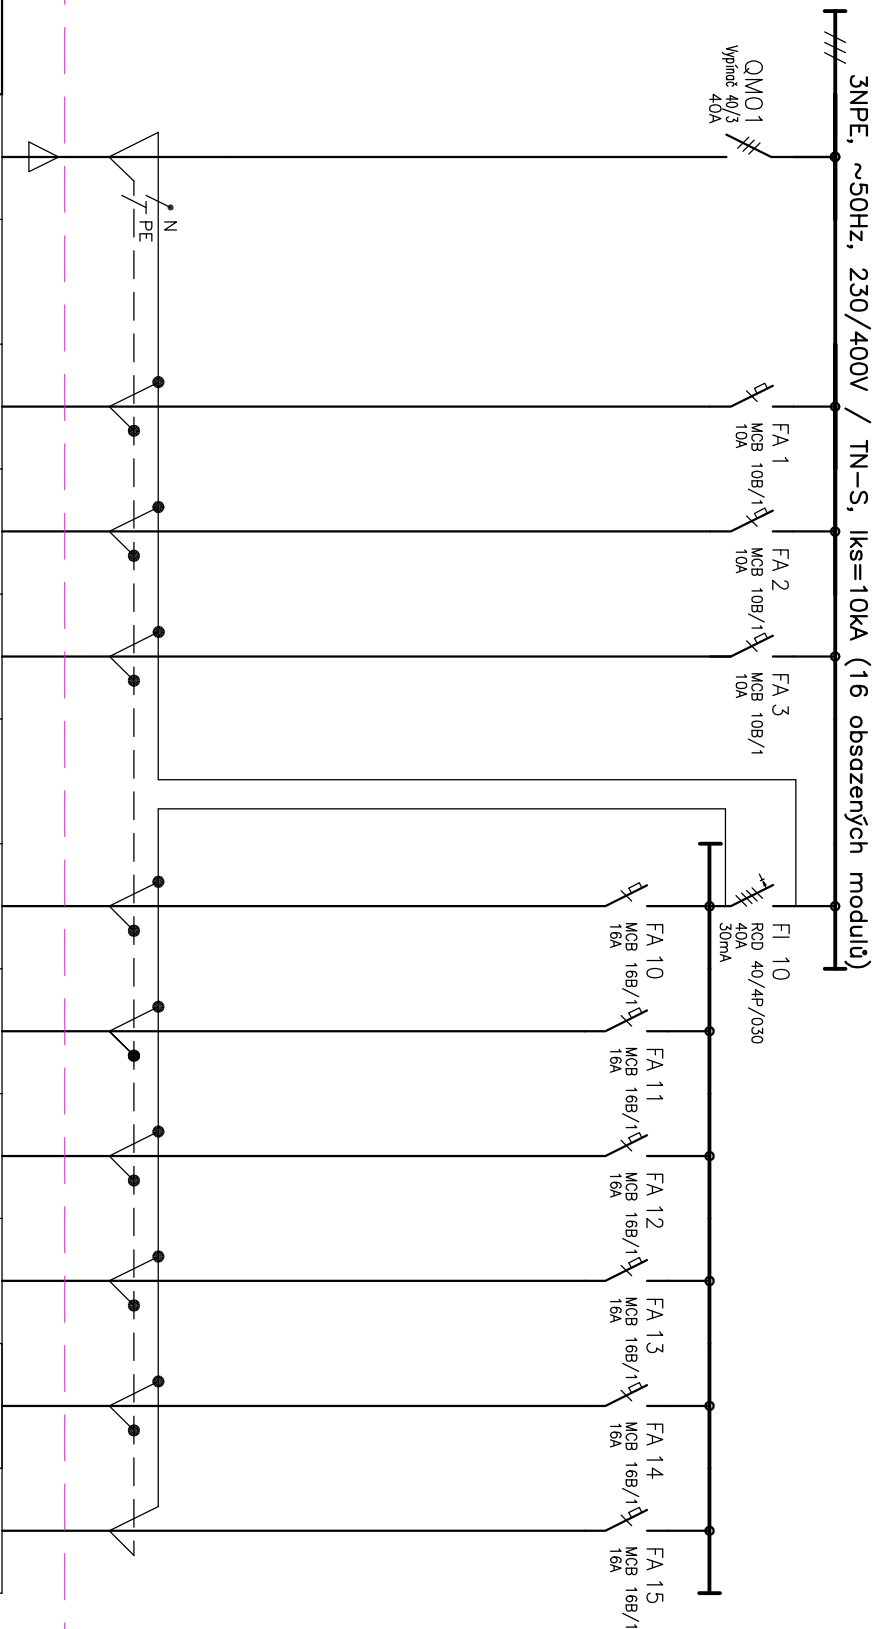 3NPE, ~50Hz, 230/400V / TN-S, Iks=10kA (16 obsazených modulů)
QM01
Vypínač 40/3
40A
N
PE
FA 1
MCB 10B/1
10A
FA 2
MCB 10B/1
10A
FA 3
MCB 10B/1
10A
FI 10
RCD 40/4P/030
40A
30mA
FA 10
MCB 16B/1
16A
FA 11
MCB 16B/1
16A
FA 12
MCB 16B/1
16A
FA 13
MCB 16B/1
16A
FA 14
MCB 16B/1
16A
FA 15
MCB 16B/1
16A